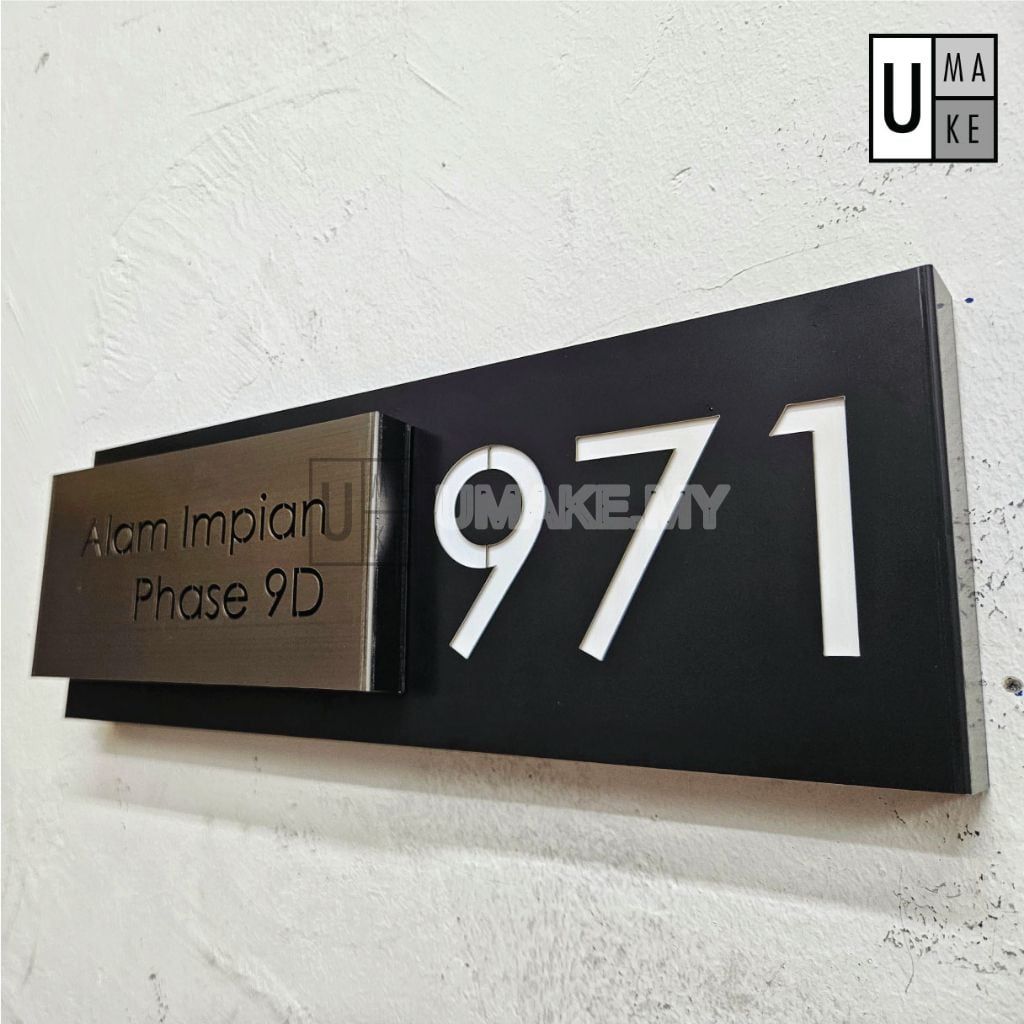 U MA
KE
Alam Impian
Phase 9D
971
U
UMAKE.MY